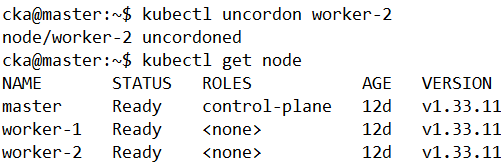 cka@master:~$ kubectl uncordon worker-2
node/worker-2 uncordoned
cka@master:~$ kubectl get node
NAME       STATUS   ROLES           AGE   VERSION
master     Ready    control-plane   12d   v1.33.11
worker-1   Ready    <none>          12d   v1.33.11
worker-2   Ready    <none>          12d   v1.33.11